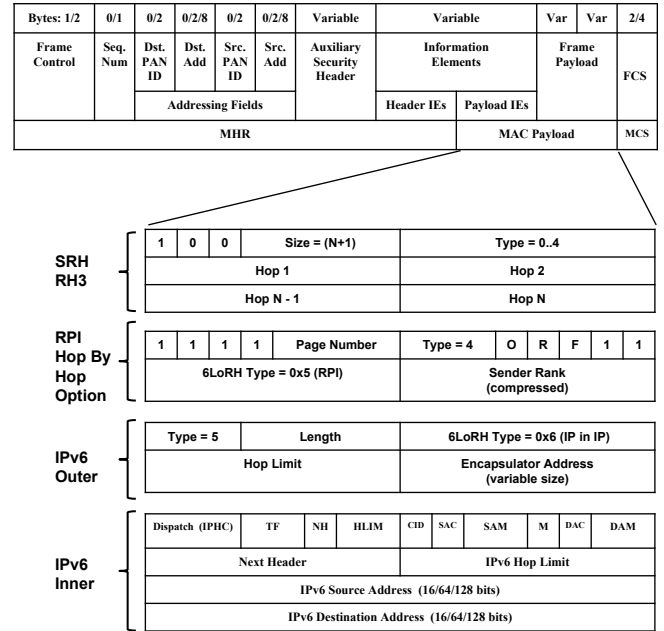 Bytes: 1/2 0/1 0/2 0/2/8 0/2 0/2/8 Variable Variable Var Var 2/4
Frame Control Seq. Num Dst. PAN ID Dst. Add Src. PAN ID Src. Add Auxiliary Security Header Information Elements Frame Payload FCS
Addressing Fields Header IEs Payload IEs
MHR MAC Payload MCS
SRH RH3
1 0 0 Size = (N+1) Type = 0..4
Hop 1 Hop 2
Hop N - 1 Hop N
RPI Hop By Hop Option
1 1 1 1 Page Number Type = 4 O R F 1 1
6LoRH Type = 0x5 (RPI) Sender Rank (compressed)
IPv6 Outer
Type = 5 Length 6LoRH Type = 0x6 (IP in IP)
Hop Limit Encapsulator Address (variable size)
IPv6 Inner
Dispatch (IPHC) TF NH HLIM CID SAC SAM M DAC DAM
Next Header IPv6 Hop Limit
IPv6 Source Address (16/64/128 bits)
IPv6 Destination Address (16/64/128 bits)